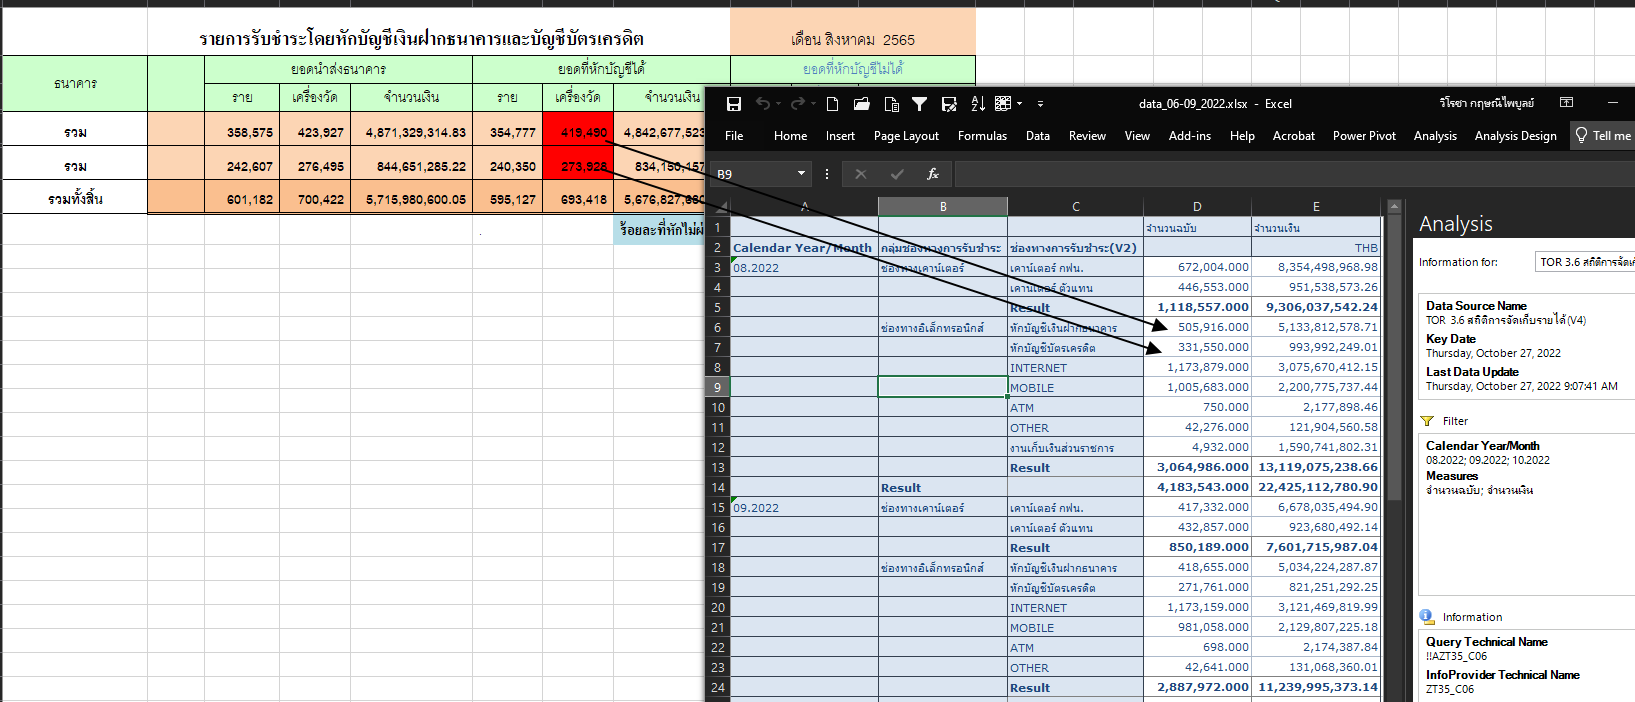 รายการรับชำระโดยหักบัญชีเงินฝากธนาคารและบัญชีบัตรเครดิต เดือน สิงหาคม 2565
ธนาคาร ยอดนำส่งธนาคาร ยอดที่หักบัญชีได้ ยอดที่หักบัญชีไม่ได้
ราย เครื่องวัด จำนวนเงิน ราย เครื่องวัด จำนวนเงิน
รวม 358,575 423,927 4,871,329,314.83 354,777 419,490 4,842,677,523
รวม 242,607 276,495 844,651,285.22 240,350 273,928 834,150,157
รวมทั้งสิ้น 601,182 700,422 5,715,980,600.05 595,127 693,418 5,676,827,680
ร้อยละที่หักไม่ผ่
data_06-09_2022.xlsx - Excel
วิโรชา กฤษณีไพบูลย์
File Home Insert Page Layout Formulas Data Review View Add-ins Help Acrobat Power Pivot Analysis Analysis Design Tell me
B9 fx
A B C D E
1 จำนวนฉบับ จำนวนเงิน
2 Calendar Year/Month กลุ่มช่องทางการรับชำระ ช่องทางการรับชำระ(V2) THB
3 08.2022 ช่องทางเคาน์เตอร์ เคาน์เตอร์ กฟน. 672,004.000 8,354,498,968.98
4 เคาน์เตอร์ ตัวแทน 446,553.000 951,538,573.26
5 Result 1,118,557.000 9,306,037,542.24
6 ช่องทางอิเล็กทรอนิกส์ หักบัญชีเงินฝากธนาคาร 505,916.000 5,133,812,578.71
7 หักบัญชีบัตรเครดิต 331,550.000 993,992,249.01
8 INTERNET 1,173,879.000 3,075,670,412.15
9 MOBILE 1,005,683.000 2,200,775,737.44
10 ATM 750.000 2,177,898.46
11 OTHER 42,276.000 121,904,560.58
12 งานเก็บเงินส่วนราชการ 4,932.000 1,590,741,802.31
13 Result 3,064,986.000 13,119,075,238.66
14 Result 4,183,543.000 22,425,112,780.90
15 09.2022 ช่องทางเคาน์เตอร์ เคาน์เตอร์ กฟน. 417,332.000 6,678,035,494.90
16 เคาน์เตอร์ ตัวแทน 432,857.000 923,680,492.14
17 Result 850,189.000 7,601,715,987.04
18 ช่องทางอิเล็กทรอนิกส์ หักบัญชีเงินฝากธนาคาร 418,655.000 5,034,224,287.87
19 หักบัญชีบัตรเครดิต 271,761.000 821,251,292.25
20 INTERNET 1,173,159.000 3,121,469,819.99
21 MOBILE 981,058.000 2,129,807,225.18
22 ATM 698.000 2,174,387.84
23 OTHER 42,641.000 131,068,360.01
24 Result 2,887,972.000 11,239,995,373.14
Analysis
Information for: TOR 3.6 สถิติการจัดเก็
Data Source Name
TOR 3.6 สถิติการจัดเก็บรายได้(V4)
Key Date
Thursday, October 27, 2022
Last Data Update
Thursday, October 27, 2022 9:07:41 AM
Filter
Calendar Year/Month
08.2022; 09.2022; 10.2022
Measures
จำนวนฉบับ; จำนวนเงิน
Information
Query Technical Name
!!AZT35_C06
InfoProvider Technical Name
ZT35_C06